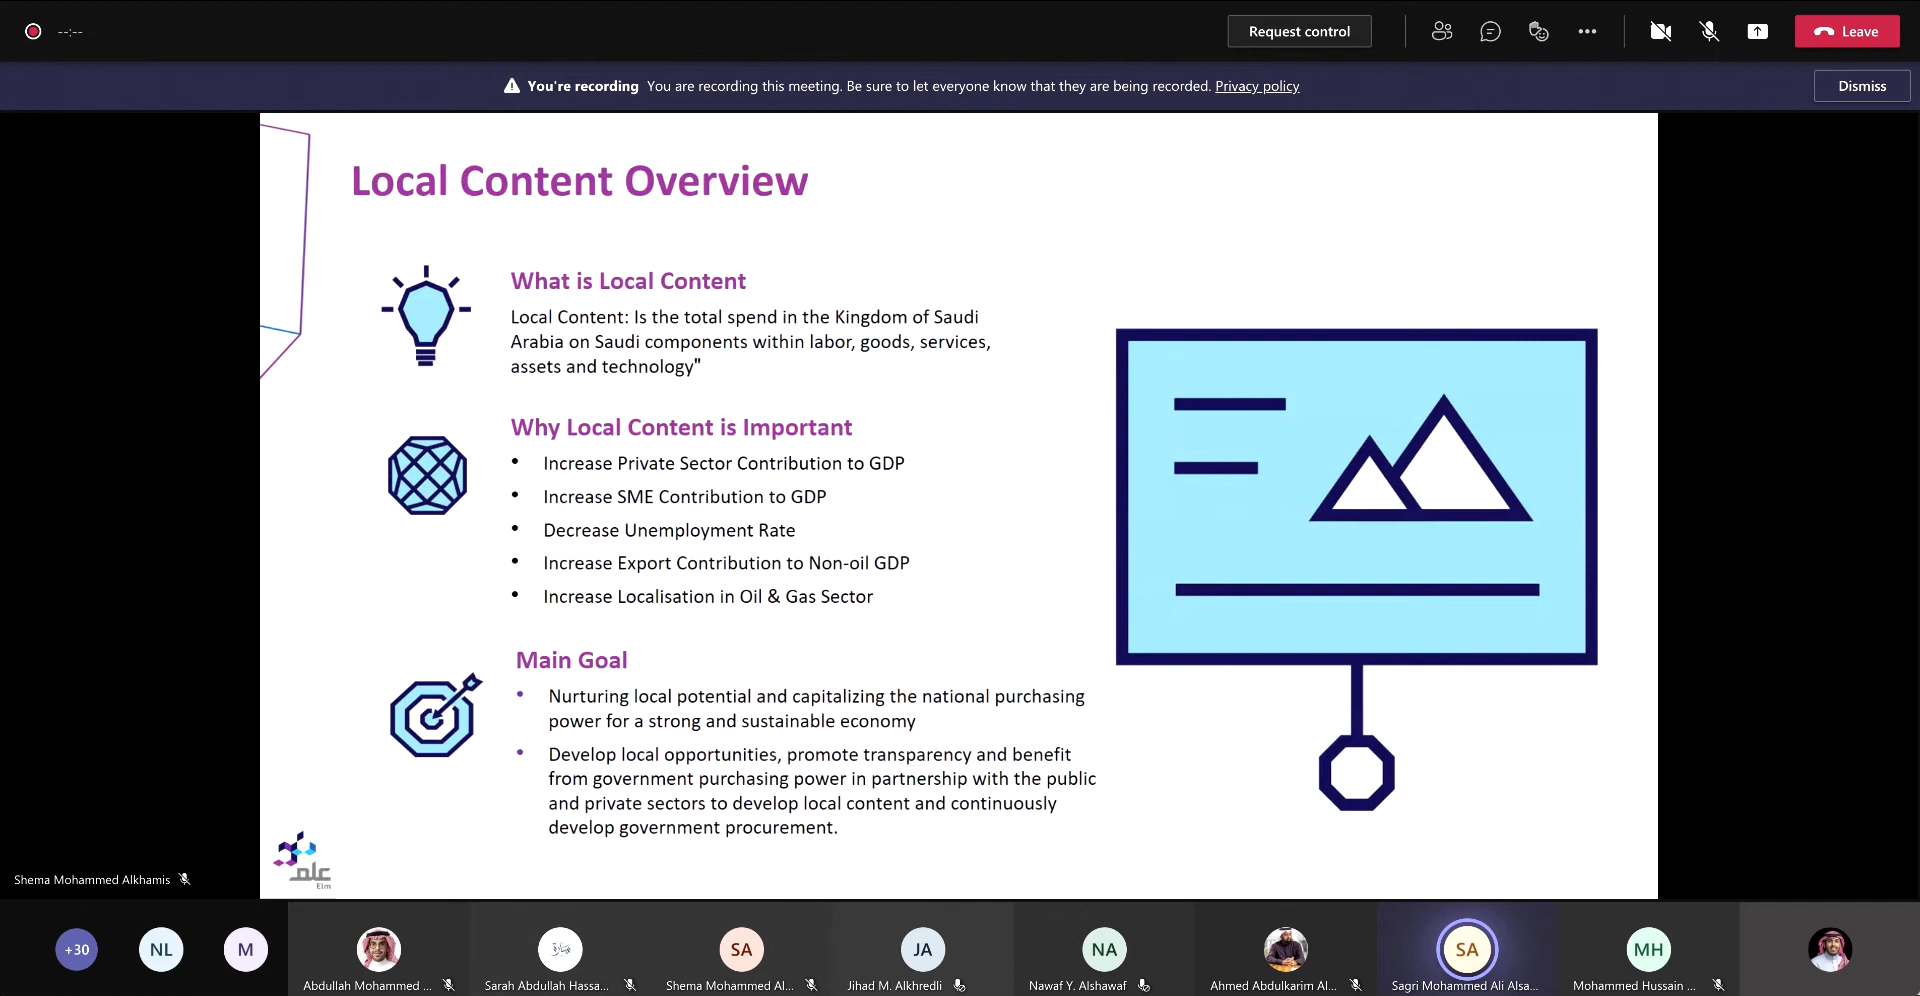 --:--
Request control
Leave
You're recording You are recording this meeting. Be sure to let everyone know that they are being recorded. Privacy policy
Dismiss
Local Content Overview
What is Local Content
Local Content: Is the total spend in the Kingdom of Saudi
Arabia on Saudi components within labor, goods, services,
assets and technology"
Why Local Content is Important
• Increase Private Sector Contribution to GDP
• Increase SME Contribution to GDP
• Decrease Unemployment Rate
• Increase Export Contribution to Non-oil GDP
• Increase Localisation in Oil & Gas Sector
Main Goal
• Nurturing local potential and capitalizing the national purchasing
power for a strong and sustainable economy
• Develop local opportunities, promote transparency and benefit
from government purchasing power in partnership with the public
and private sectors to develop local content and continuously
develop government procurement.
علم
Elm
Shema Mohammed Alkhamis
+30
NL
M
SA
JA
NA
SA
MH
Abdullah Mohammed ...
Sarah Abdullah Hassa...
Shema Mohammed Al...
Jihad M. Alkhredli
Nawaf Y. Alshawaf
Ahmed Abdulkarim Al...
Sagri Mohammed Ali Alsa...
Mohammed Hussain ...